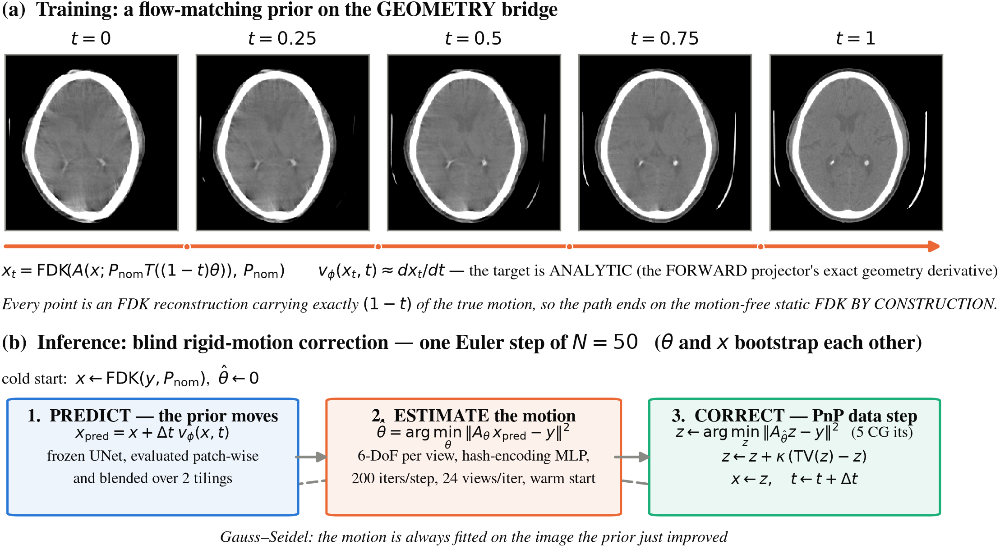 (a) Training: a flow-matching prior on the GEOMETRY bridge
t = 0 t = 0.25 t = 0.5 t = 0.75 t = 1
x_t = FDK(A(x; P_nom T((1 − t)θ)), P_nom) v_ϕ(x_t, t) ≈ dx_t/dt — the target is ANALYTIC (the FORWARD projector's exact geometry derivative)
Every point is an FDK reconstruction carrying exactly (1 − t) of the true motion, so the path ends on the motion-free static FDK BY CONSTRUCTION.
(b) Inference: blind rigid-motion correction — one Euler step of N = 50 (θ and x bootstrap each other)
cold start: x ← FDK(y, P_nom), θ̂ ← 0
1. PREDICT — the prior moves
x_pred = x + Δt v_ϕ(x, t)
frozen UNet, evaluated patch-wise
and blended over 2 tilings
2. ESTIMATE the motion
θ̂ = arg min_θ ‖A_θ x_pred − y‖²
6-DoF per view, hash-encoding MLP,
200 iters/step, 24 views/iter, warm start
3. CORRECT — PnP data step
z ← arg min_z ‖A_θ̂ z − y‖² (5 CG its)
z ← z + κ (TV(z) − z)
x ← z, t ← t + Δt
Gauss–Seidel: the motion is always fitted on the image the prior just improved